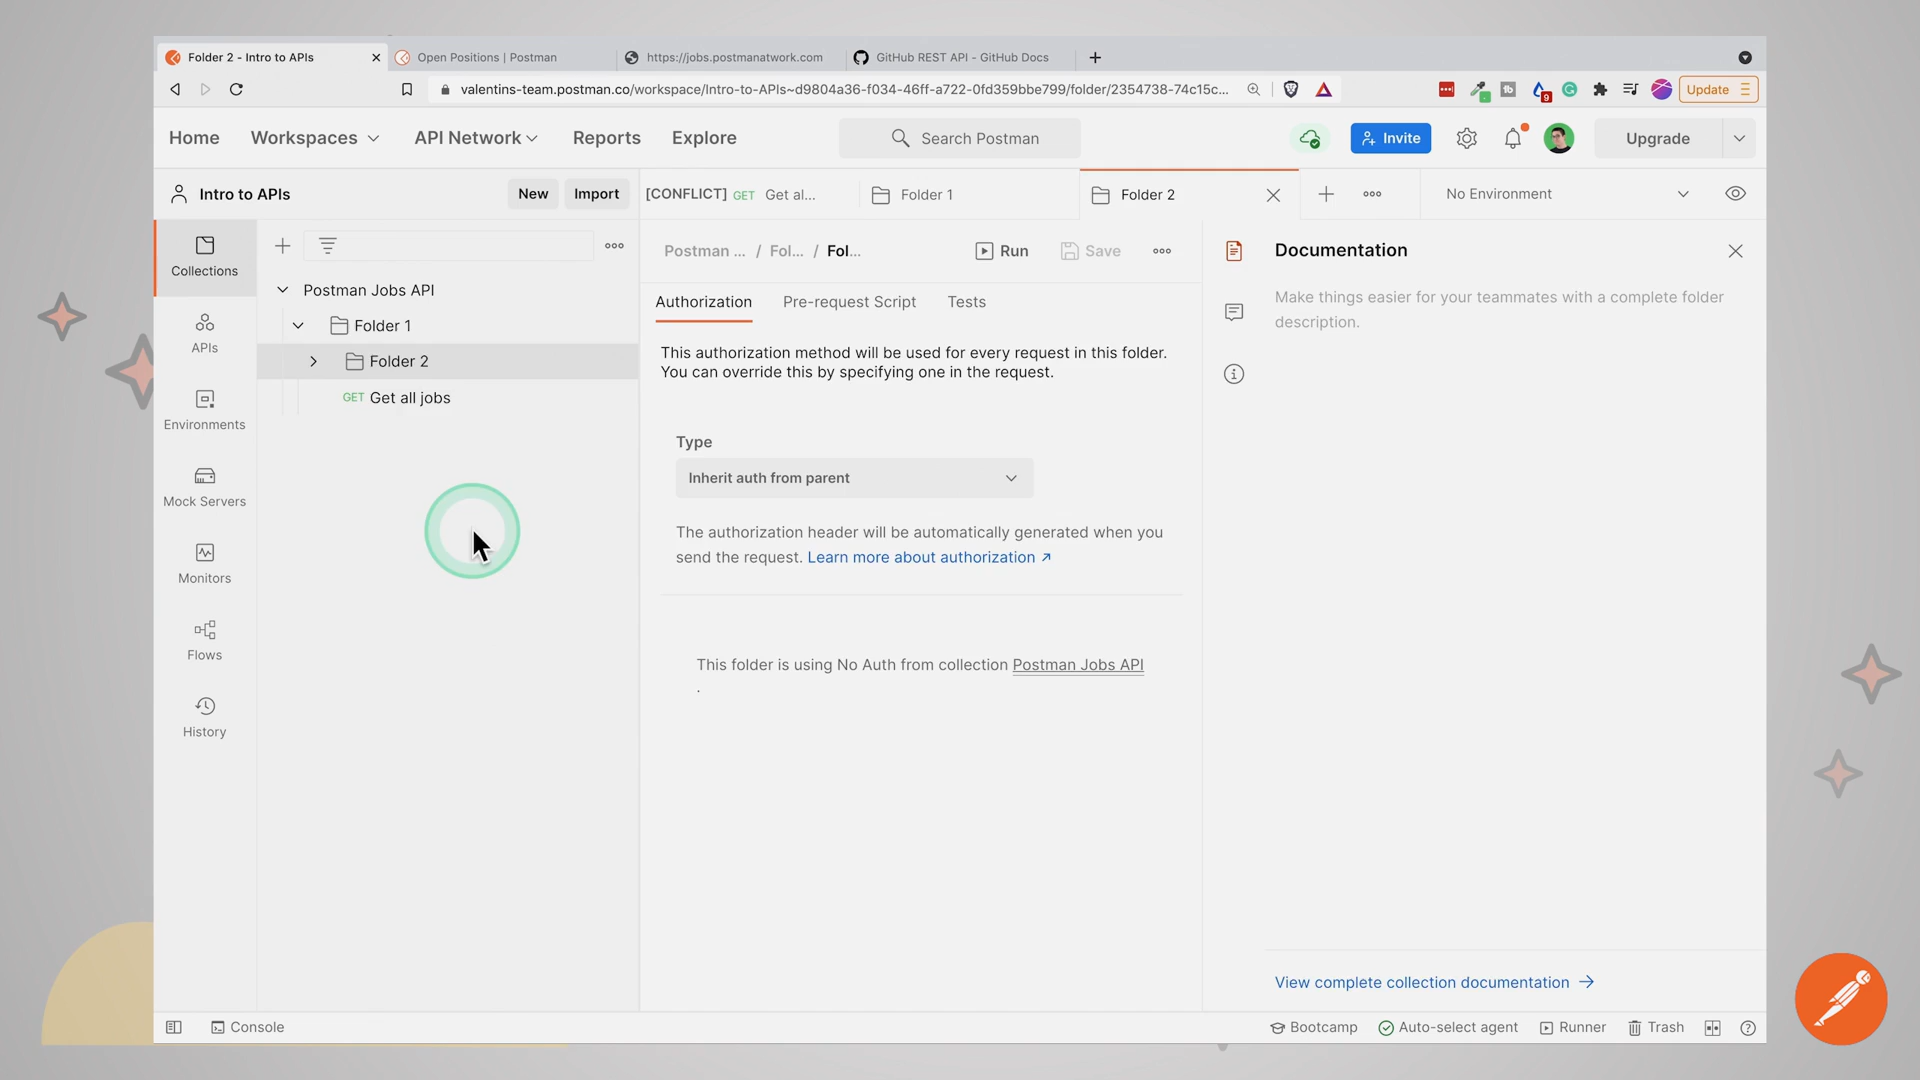 Folder 2 - Intro to APIs
Open Positions | Postman
https://jobs.postmanatwork.com
GitHub REST API - GitHub Docs
valentins-team.postman.co/workspace/Intro-to-APIs~d9804a36-f034-46ff-a722-0fd359bbe799/folder/2354738-74c15c...
9
Update
Home
Workspaces
API Network
Reports
Explore
Search Postman
Invite
Upgrade
Intro to APIs
New
Import
[CONFLICT] GET Get al...
Folder 1
Folder 2
No Environment
Collections
APIs
Environments
Mock Servers
Monitors
Flows
History
Postman Jobs API
Folder 1
Folder 2
GET Get all jobs
Postman ... / Fol... / Fol...
Run
Save
Authorization
Pre-request Script
Tests
This authorization method will be used for every request in this folder.
You can override this by specifying one in the request.
Type
Inherit auth from parent
The authorization header will be automatically generated when you
send the request. Learn more about authorization ↗
This folder is using No Auth from collection Postman Jobs API
.
Documentation
Make things easier for your teammates with a complete folder
description.
View complete collection documentation →
Console
Bootcamp
Auto-select agent
Runner
Trash